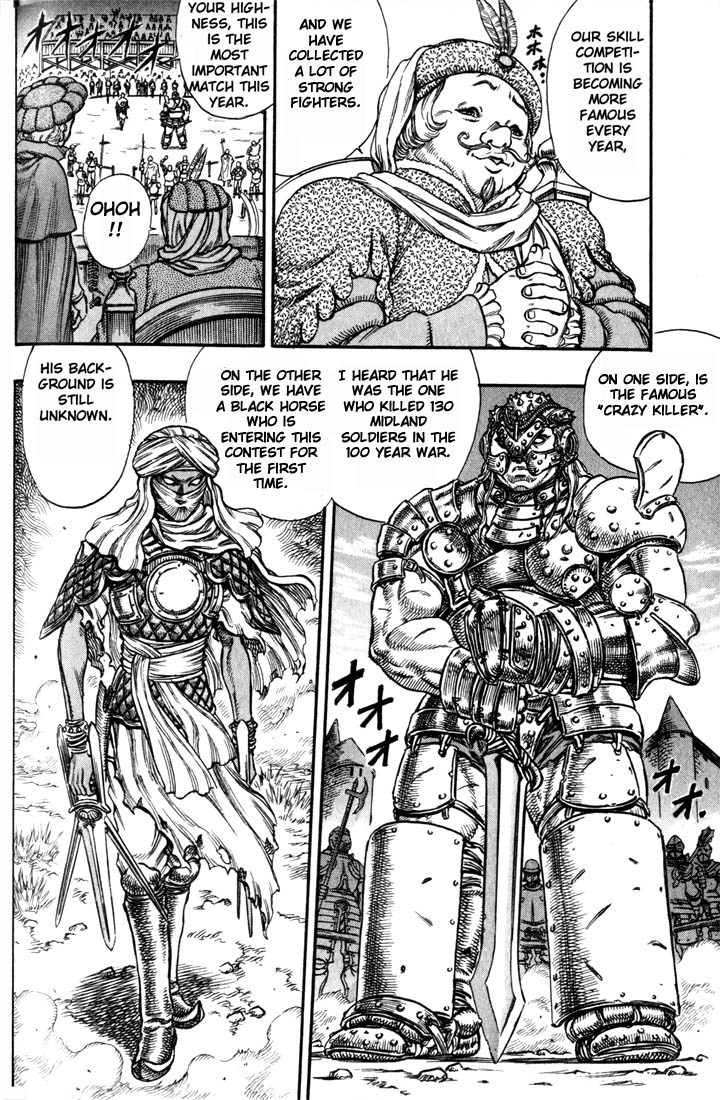 OUR SKILL
COMPETI-
TION IS
BECOMING
MORE
FAMOUS
EVERY
YEAR,
ホホホ…
AND WE
HAVE
COLLECTED
A LOT OF
STRONG
FIGHTERS.
YOUR HIGH-
NESS, THIS
IS THE
MOST
IMPORTANT
MATCH THIS
YEAR.
オオオオオ
OHOH
!!
ON ONE SIDE, IS
THE FAMOUS
"CRAZY KILLER".
I HEARD THAT HE
WAS THE ONE
WHO KILLED 130
MIDLAND
SOLDIERS IN THE
100 YEAR WAR.
オオオ
オオ
ON THE OTHER
SIDE, WE HAVE
A BLACK HORSE
WHO IS
ENTERING THIS
CONTEST FOR
THE FIRST
TIME.
HIS BACK-
GROUND IS
STILL
UNKNOWN.